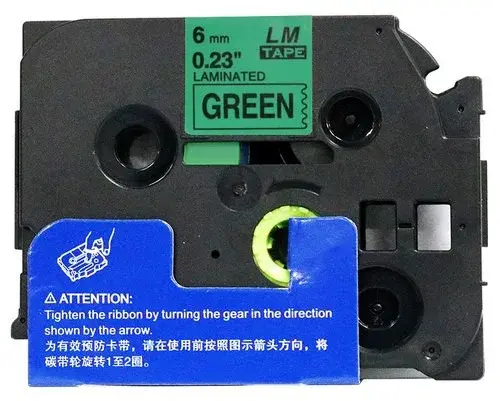 6 mm LM
0.23" TAPE
LAMINATED
GREEN
⚠ ATTENTION:
Tighten the ribbon by turning the gear in the direction
shown by the arrow.
为有效预防卡带，请在使用前按照图示箭头方向，将
碳带轮旋转1至2圈。